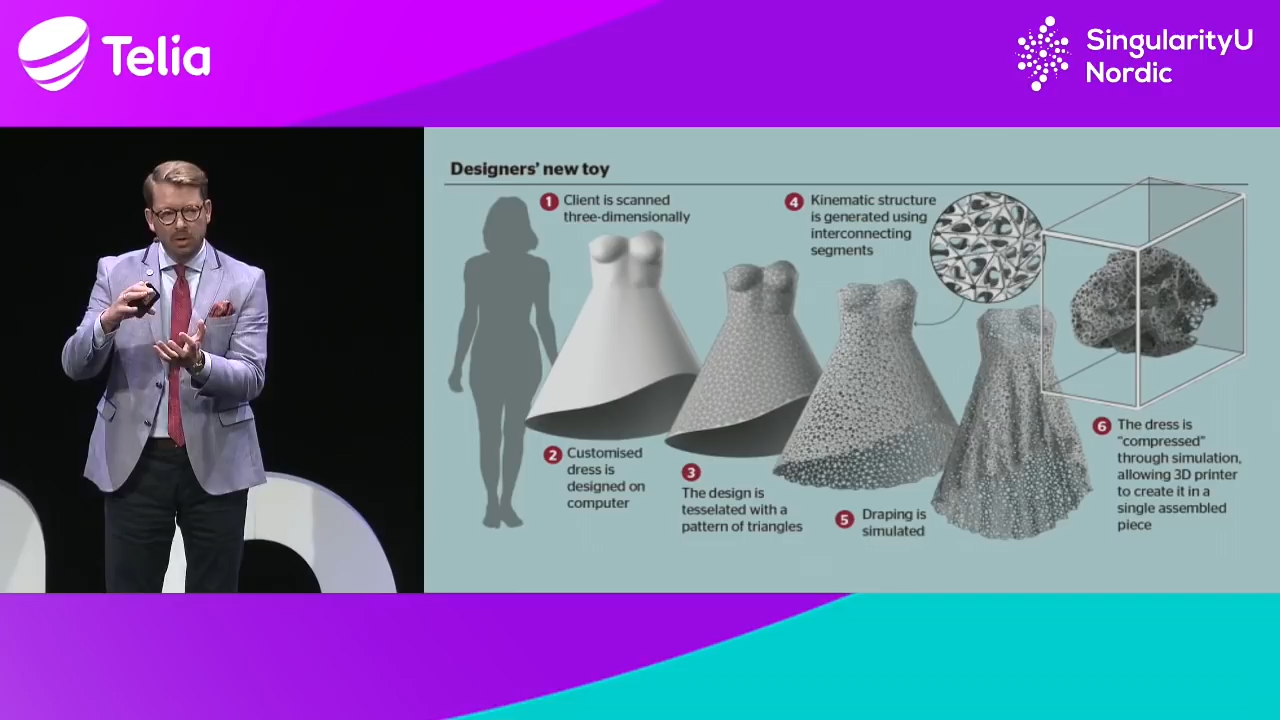 Telia
SingularityU
Nordic
Designers' new toy
1 Client is scanned
three-dimensionally
2 Customised
dress is
designed on
computer
3
The design is
tesselated with a
pattern of triangles
4 Kinematic structure
is generated using
interconnecting
segments
5 Draping is
simulated
6 The dress is
“compressed”
through simulation,
allowing 3D printer
to create it in a
single assembled
piece